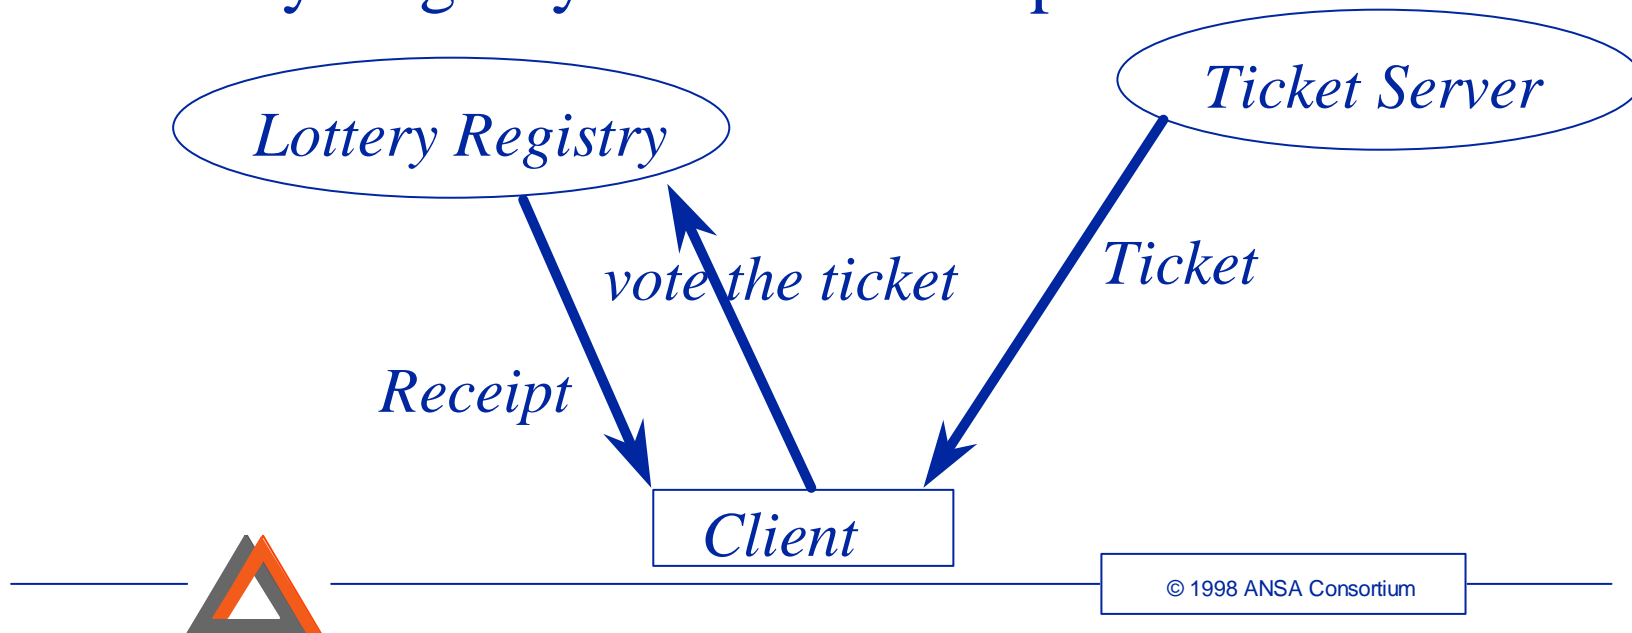 Ticket Server
Lottery Registry
vote the ticket
Ticket
Receipt
Client
© 1998 ANSA Consortium